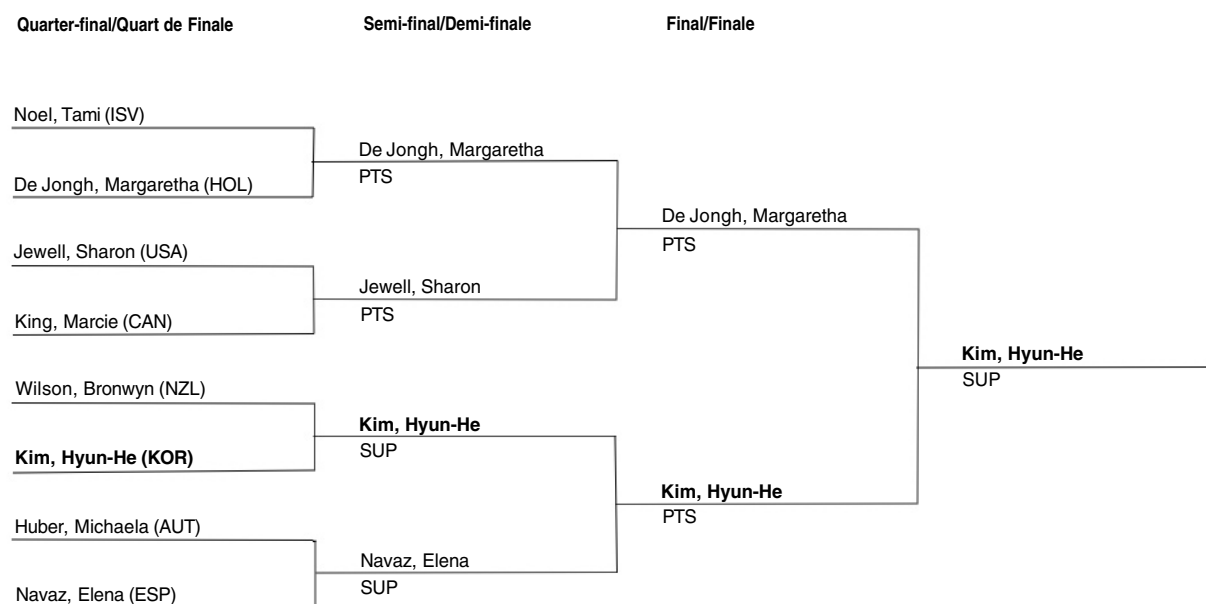 Quarter-final/Quart de Finale
Semi-final/Demi-finale
Final/Finale
Noel, Tami (ISV)
De Jongh, Margaretha
PTS
De Jongh, Margaretha (HOL)
De Jongh, Margaretha
PTS
Jewell, Sharon (USA)
Jewell, Sharon
PTS
King, Marcie (CAN)
Kim, Hyun-He
SUP
Wilson, Bronwyn (NZL)
Kim, Hyun-He
SUP
Kim, Hyun-He (KOR)
Kim, Hyun-He
PTS
Huber, Michaela (AUT)
Navaz, Elena
SUP
Navaz, Elena (ESP)